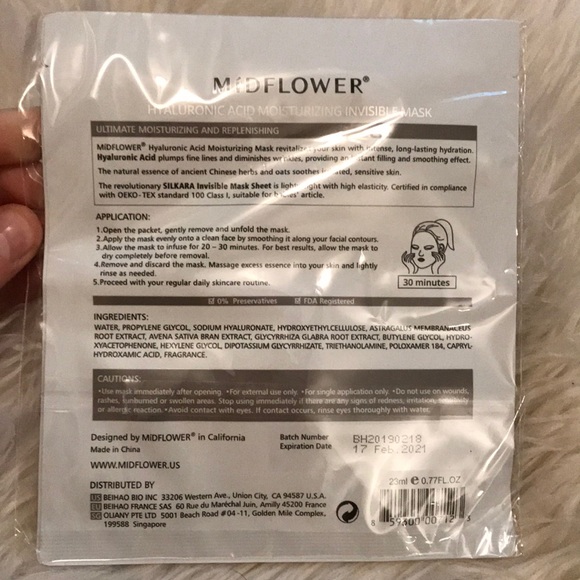 MiDFLOWER®
HYALURONIC ACID MOISTURIZING INVISIBLE MASK
ULTIMATE MOISTURIZING AND REPLENISHING
MiDFLOWER® Hyaluronic Acid Moisturizing Mask revitalizes your skin with intense, long-lasting hydration.
Hyaluronic Acid plumps fine lines and diminishes wrinkles, providing an instant filling and smoothing effect.
The natural essence of ancient Chinese herbs and oats soothes irritated, sensitive skin.
The revolutionary SILKARA Invisible Mask Sheet is lightweight with high elasticity. Certified in compliance
with OEKO-TEX standard 100 Class I, suitable for babies' article.
APPLICATION:
1.Open the packet, gently remove and unfold the mask.
2.Apply the mask evenly onto a clean face by smoothing it along your facial contours.
3.Allow the mask to infuse for 20 – 30 minutes. For best results, allow the mask to
dry completely before removal.
4.Remove and discard the mask. Massage excess essence into your skin and lightly
rinse as needed.
5.Proceed with your regular daily skincare routine.
30 minutes
☑ 0% Preservatives ☑ FDA Registered
INGREDIENTS:
WATER, PROPYLENE GLYCOL, SODIUM HYALURONATE, HYDROXYETHYLCELLULOSE, ASTRAGALUS MEMBRANACEUS
ROOT EXTRACT, AVENA SATIVA BRAN EXTRACT, GLYCYRRHIZA GLABRA ROOT EXTRACT, BUTYLENE GLYCOL, HYDRO-
XYACETOPHENONE, HEXYLENE GLYCOL, DIPOTASSIUM GLYCYRRHIZATE, TRIETHANOLAMINE, POLOXAMER 184, CAPRYL-
HYDROXAMIC ACID, FRAGRANCE.
CAUTIONS:
•Use mask immediately after opening. •For external use only. •For single application only. •Do not use on wounds,
rashes, sunburned or swollen areas. Stop using immediately if there are any signs of redness, irritation, sensitivity
or allergic reaction. •Avoid contact with eyes. If contact occurs, rinse eyes thoroughly with water.
Designed by MiDFLOWER® in California
Made in China
WWW.MIDFLOWER.US
Batch Number BH20190218
Expiration Date 17 Feb.2021
DISTRIBUTED BY
US BEIHAO BIO INC 33206 Western Ave., Union City, CA 94587 U.S.A.
EU BEIHAO FRANCE SAS 60 Rue du Maréchal Juin, Amilly 45200 France
SG OUANY PTE LTD 5001 Beach Road #04-11, Golden Mile Complex,
199588 Singapore
23ml ℮ 0.77FL.OZ